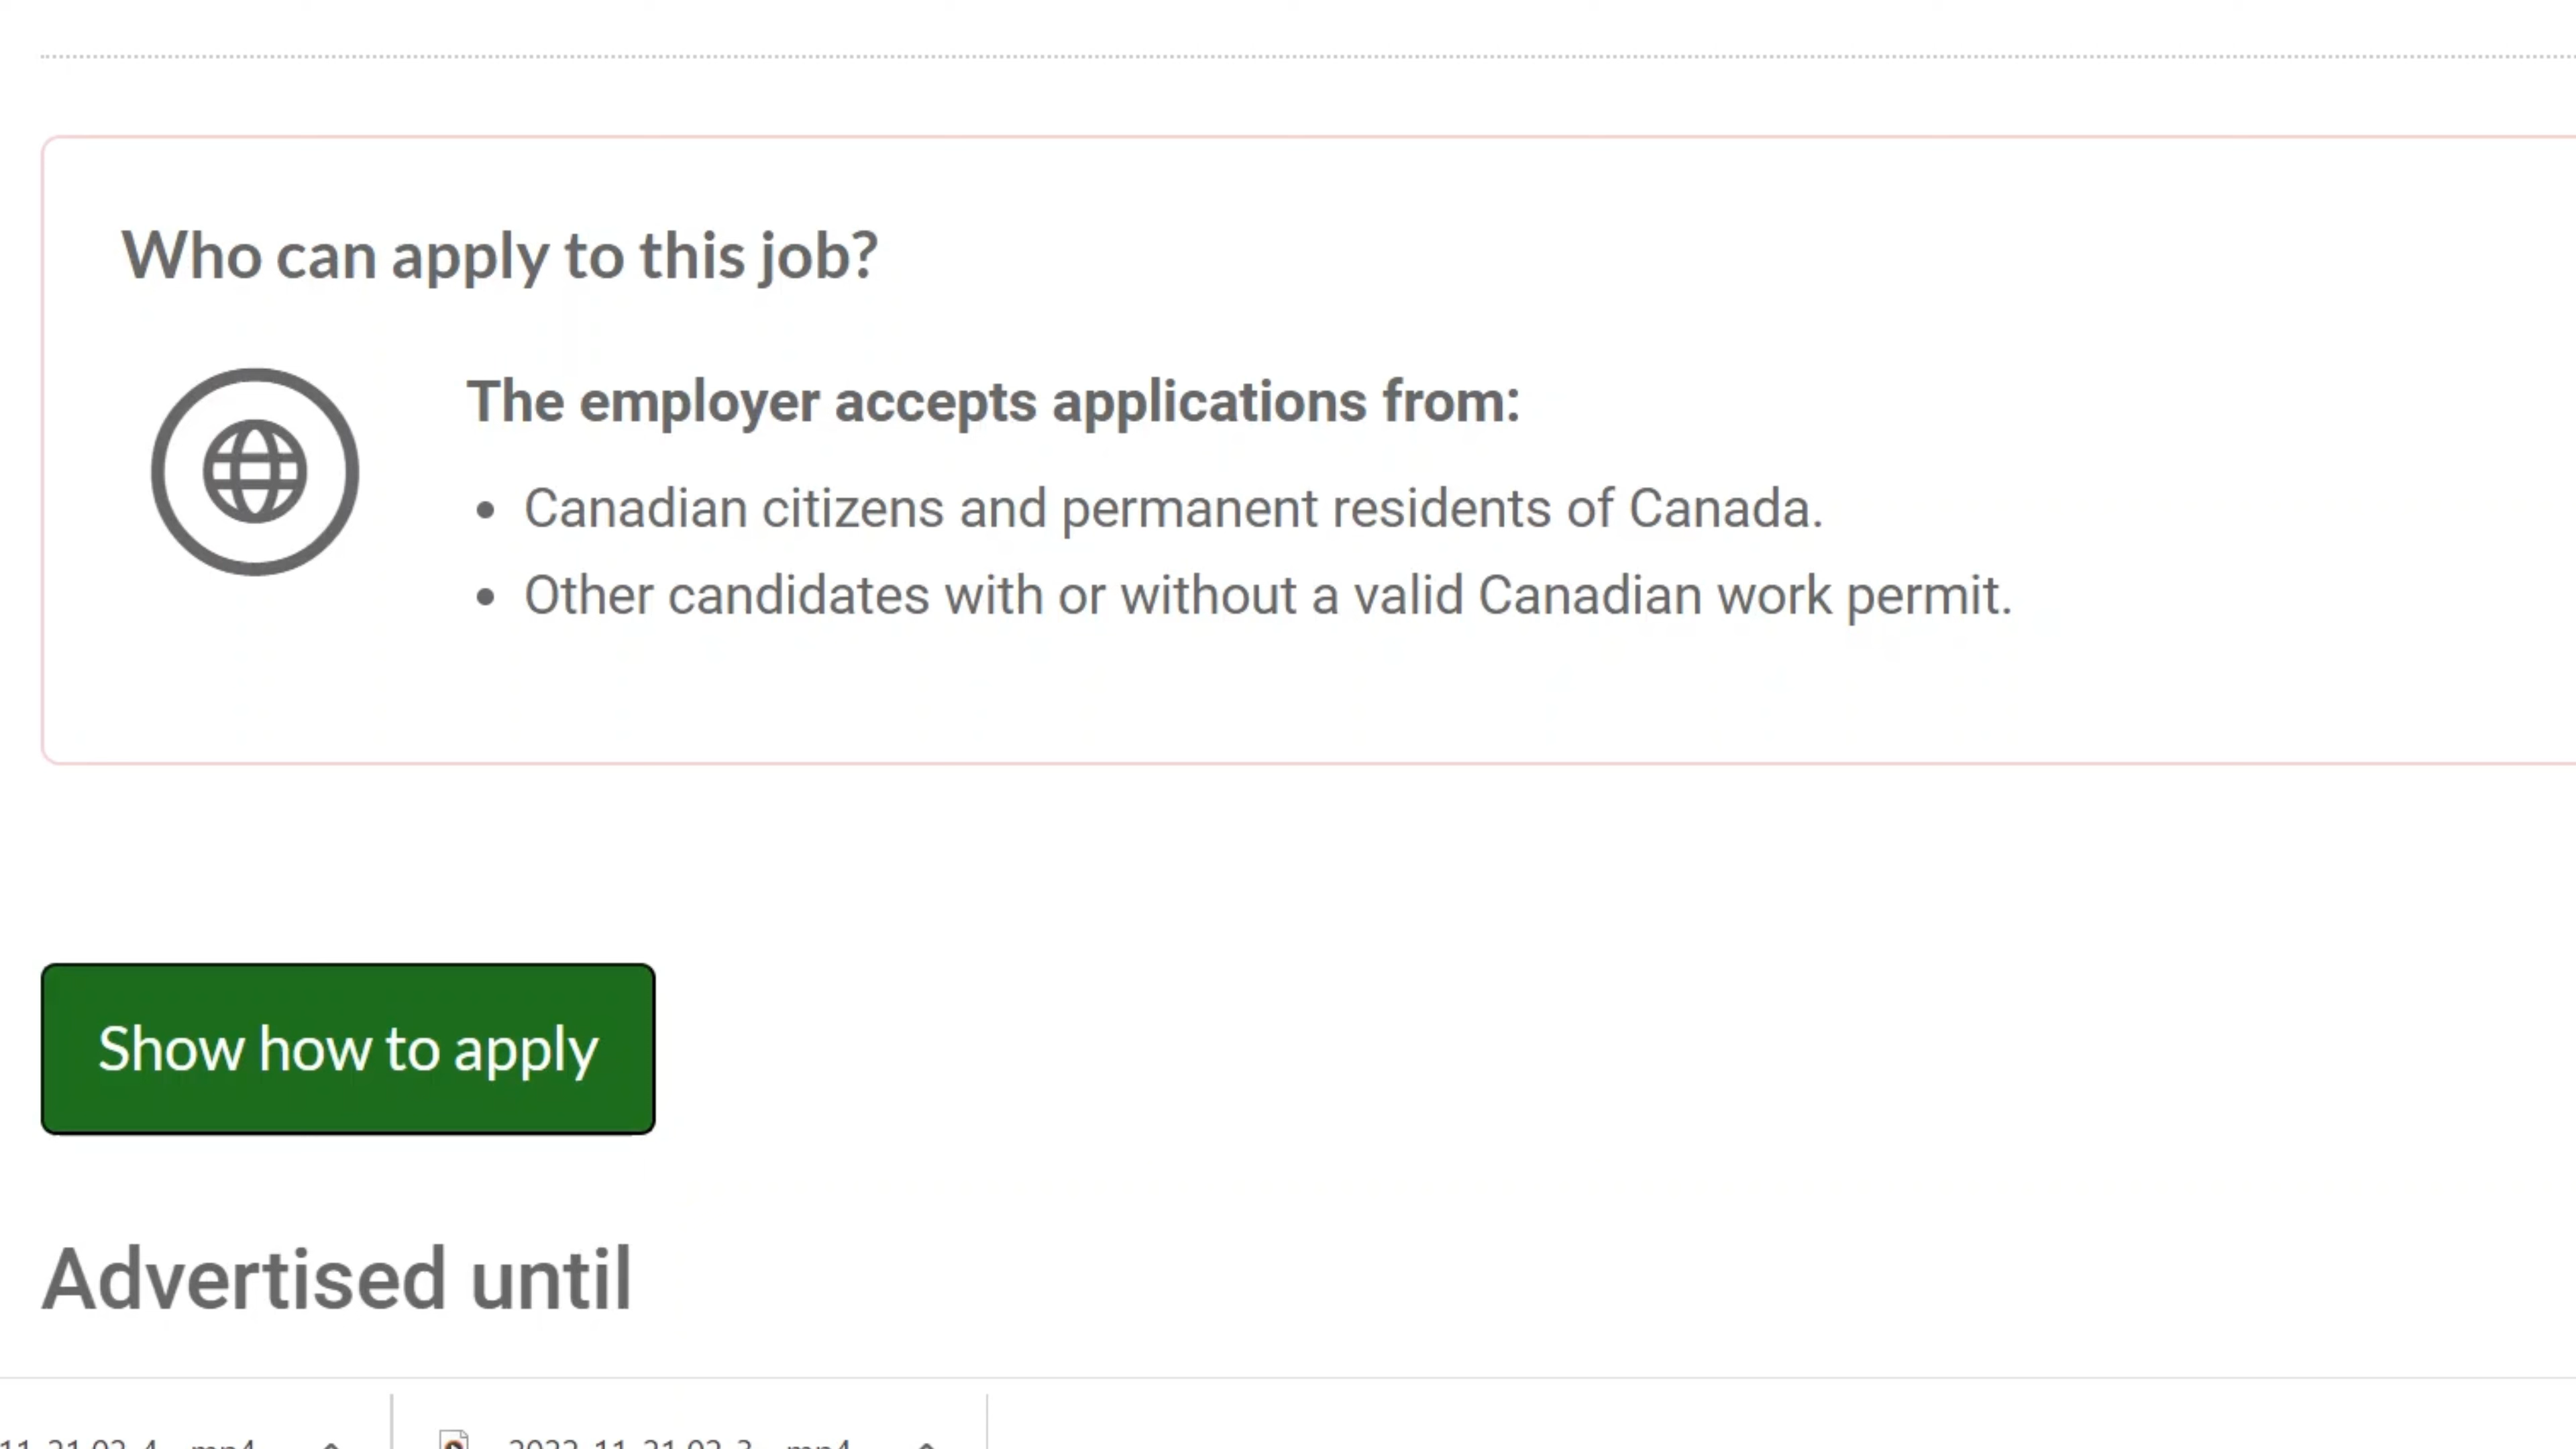 Who can apply to this job?
The employer accepts applications from:
Canadian citizens and permanent residents of Canada.
Other candidates with or without a valid Canadian work permit.
Show how to apply
Advertised until